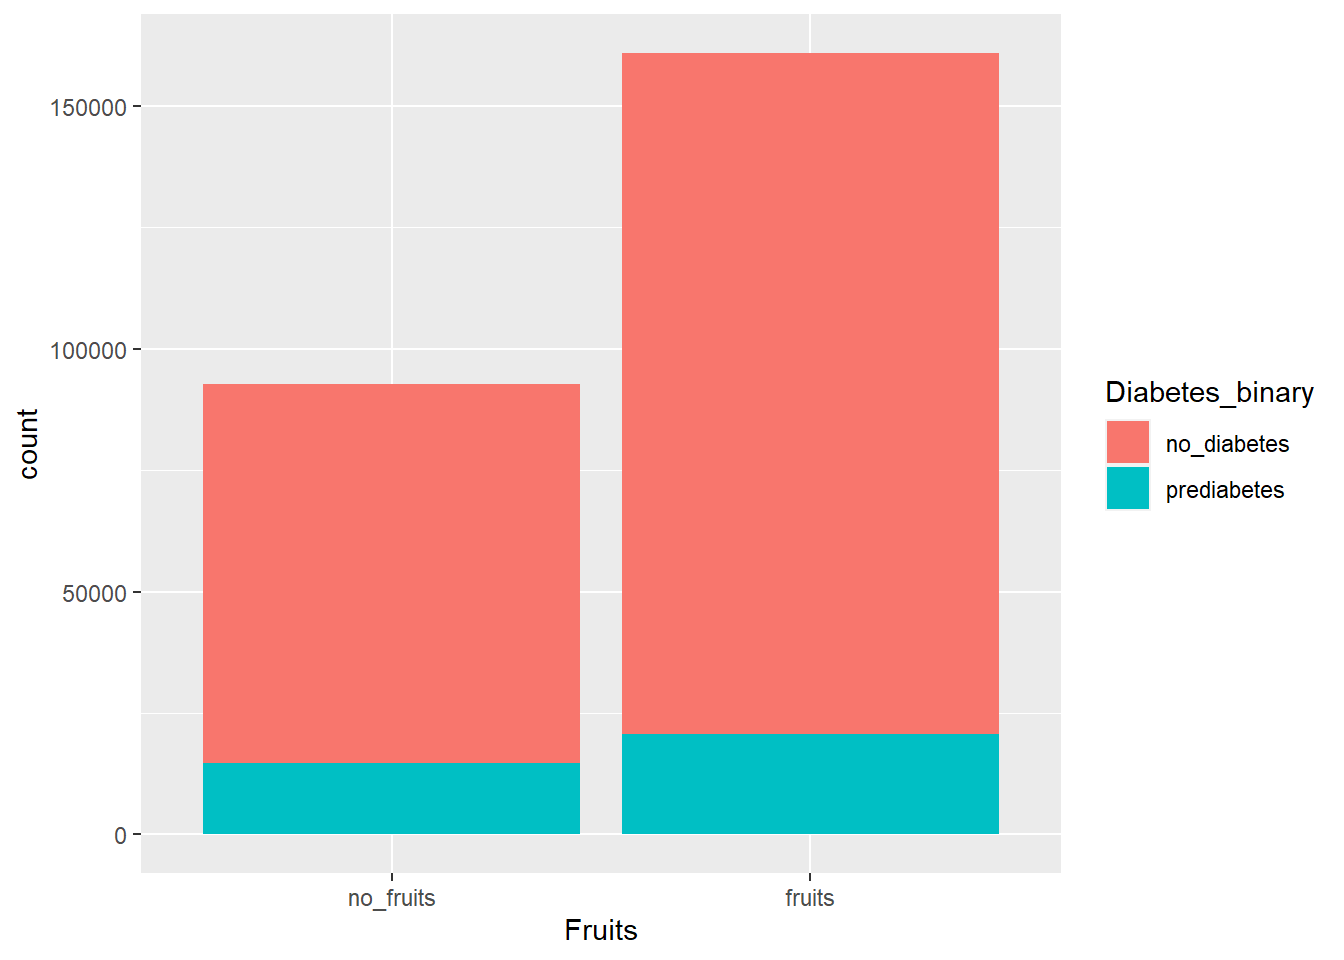 count
150000
100000
50000
0
no_fruits
fruits
Fruits
Diabetes_binary
no_diabetes
prediabetes